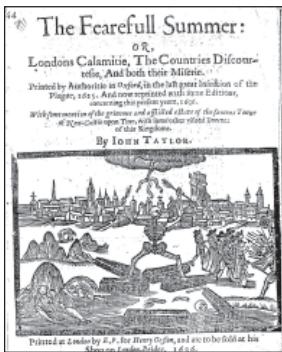 44
The Fearefull Summer:
OR,
Londons Calamitie, The Countries Discour-
tesie, And both their Miserie.
Printed by Authoritie in Oxford, in the last great Infection of the
Plague, 1625. And now reprinted with some Editions,
concerning this present yeere, 1636.
With some mention of the grievous and afflicted estate of the famous Towne
of New-Castle upon Tine, with some other visited Townes
of this Kingdome.
By IOHN TAYLOR.
Printed at London by E. P. for Henry Gosson, and are to be sold at his
Shop on London-Bridge. 1636.